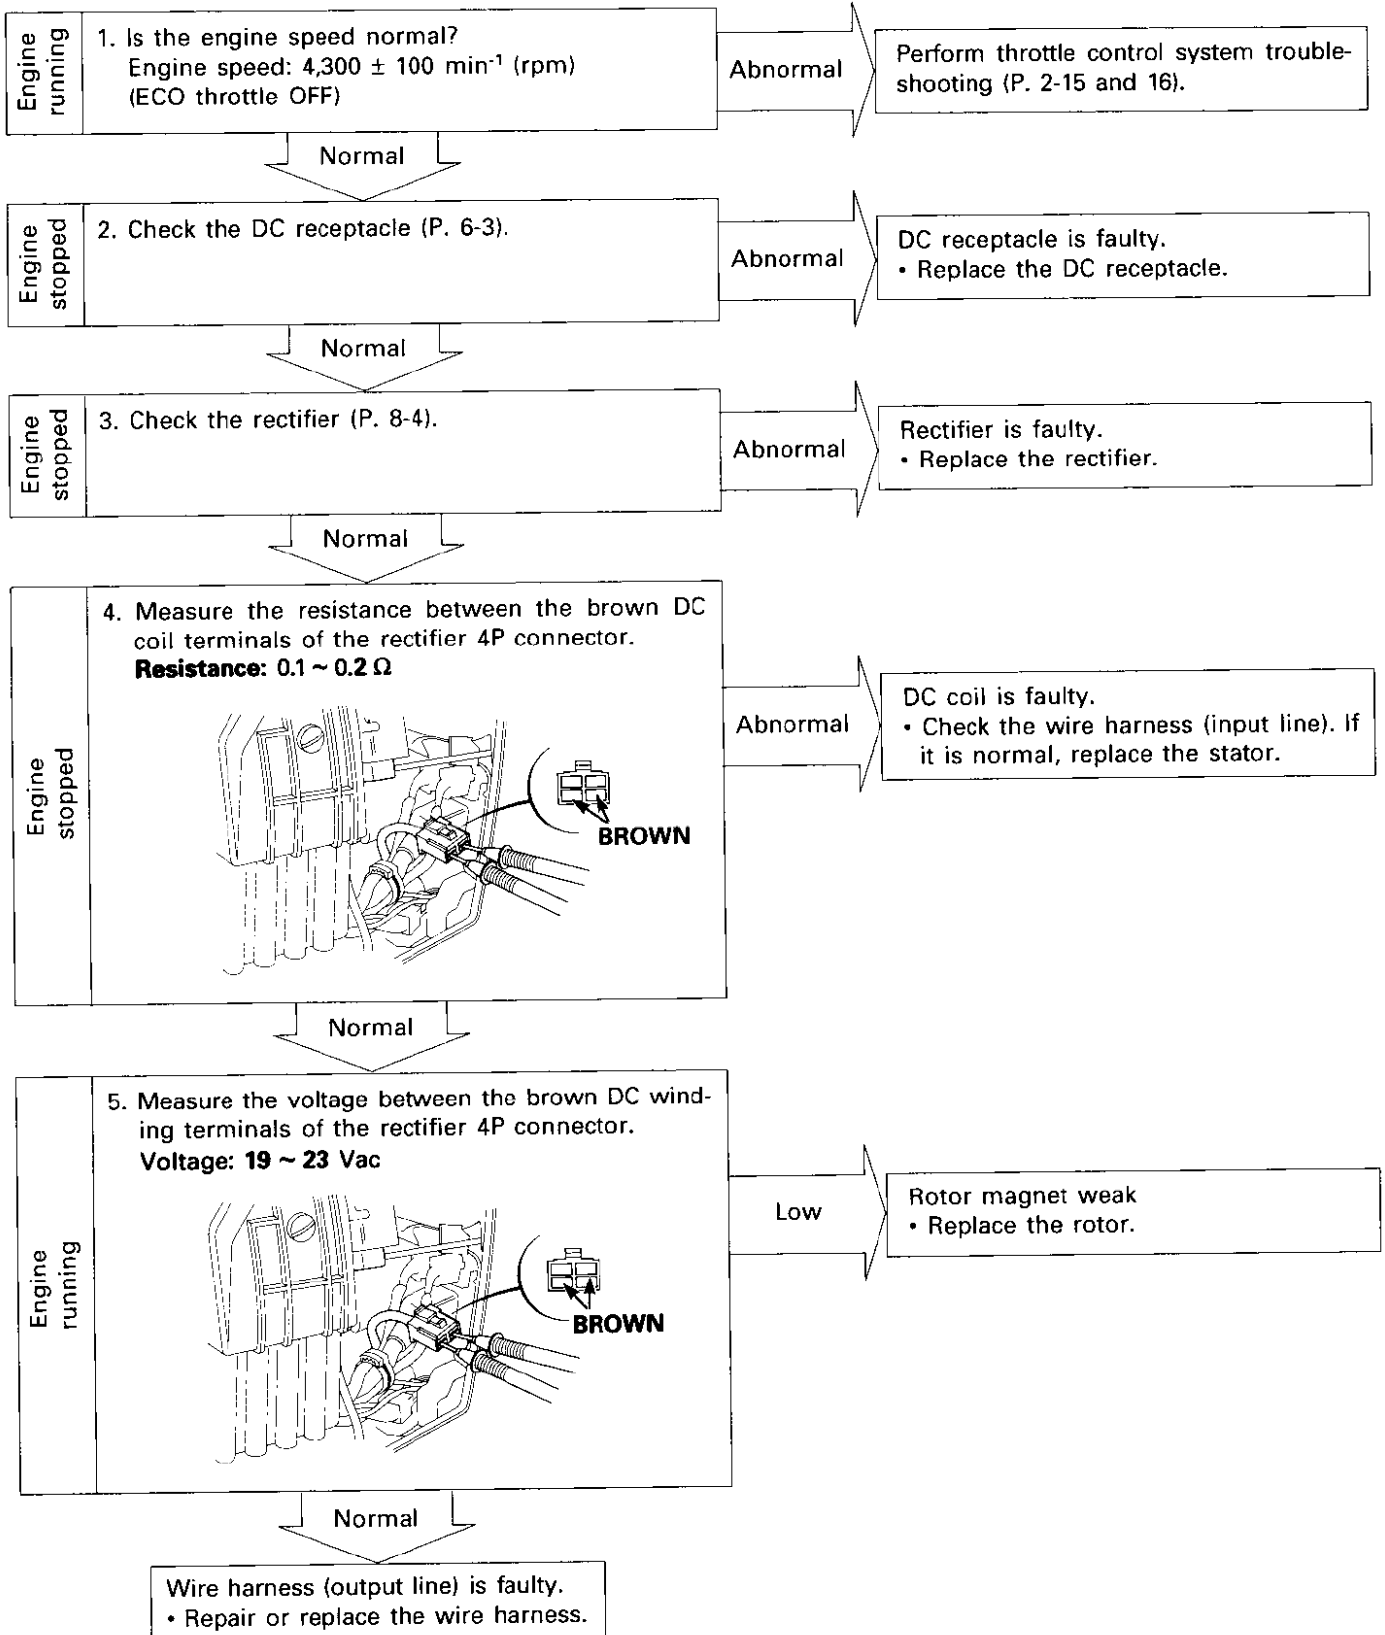 Engine
running
1. Is the engine speed normal?
Engine speed: 4,300 ± 100 min⁻¹ (rpm)
(ECO throttle OFF)
Abnormal
Perform throttle control system trouble-
shooting (P. 2-15 and 16).
Normal
Engine
stopped
2. Check the DC receptacle (P. 6-3).
Abnormal
DC receptacle is faulty.
• Replace the DC receptacle.
Normal
Engine
stopped
3. Check the rectifier (P. 8-4).
Abnormal
Rectifier is faulty.
• Replace the rectifier.
Normal
Engine
stopped
4. Measure the resistance between the brown DC
coil terminals of the rectifier 4P connector.
Resistance: 0.1 ~ 0.2 Ω
BROWN
Abnormal
DC coil is faulty.
• Check the wire harness (input line). If
it is normal, replace the stator.
Normal
Engine
running
5. Measure the voltage between the brown DC wind-
ing terminals of the rectifier 4P connector.
Voltage: 19 ~ 23 Vac
BROWN
Low
Rotor magnet weak
• Replace the rotor.
Normal
Wire harness (output line) is faulty.
• Repair or replace the wire harness.